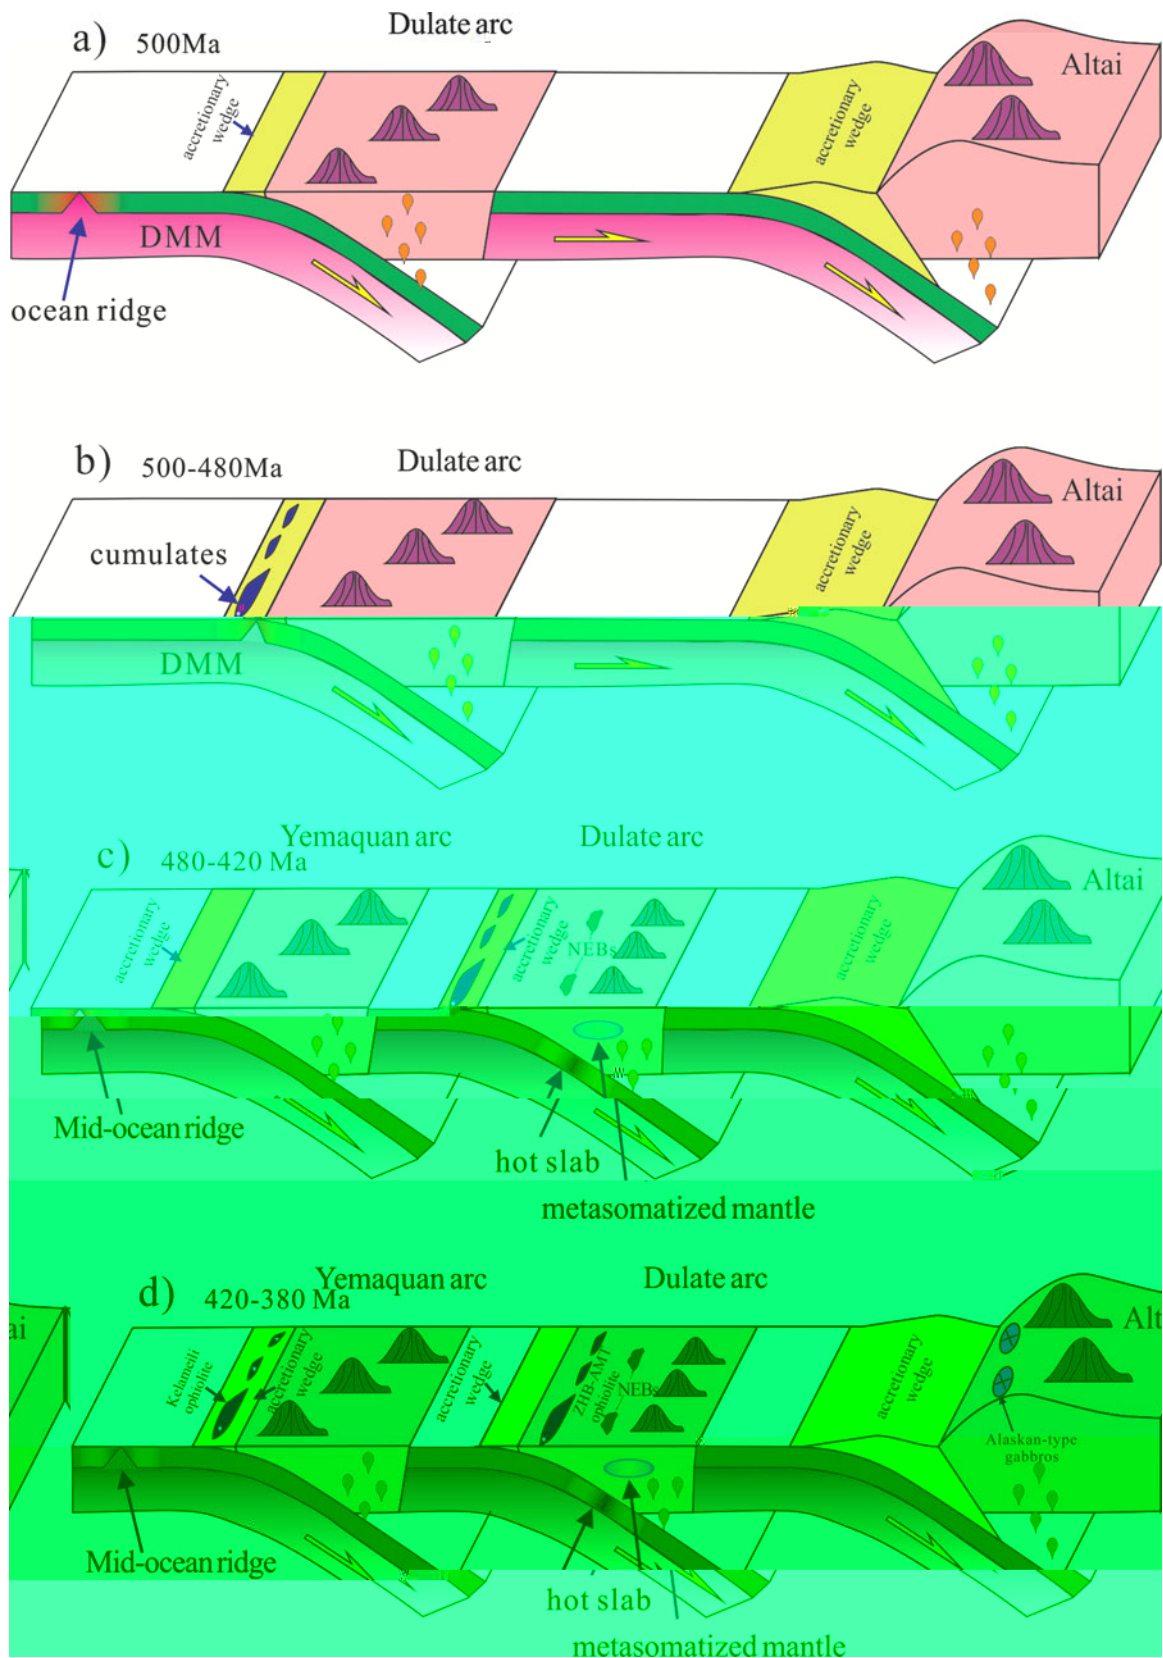 a)
500Ma
Dulate arc
Altai
accretionary
wedge
accretionary
wedge
DMM
ocean ridge
b)
500-480Ma
Dulate arc
Altai
cumulates
accretionary
wedge
DMM
c)
480-420 Ma
Yemaquan arc
Dulate arc
Altai
accretionary
wedge
accretionary
wedge
NEBs
accretionary
wedge
Mid-ocean ridge
hot slab
metasomatized mantle
d)
420-380 Ma
Yemaquan arc
Dulate arc
ai
Alt
Kelameili
ophiolite
accretionary
wedge
accretionary
wedge
ZHB-AMT
ophiolite
NEBs
accretionary
wedge
Alaskan-type
gabbros
Mid-ocean ridge
hot slab
metasomatized mantle